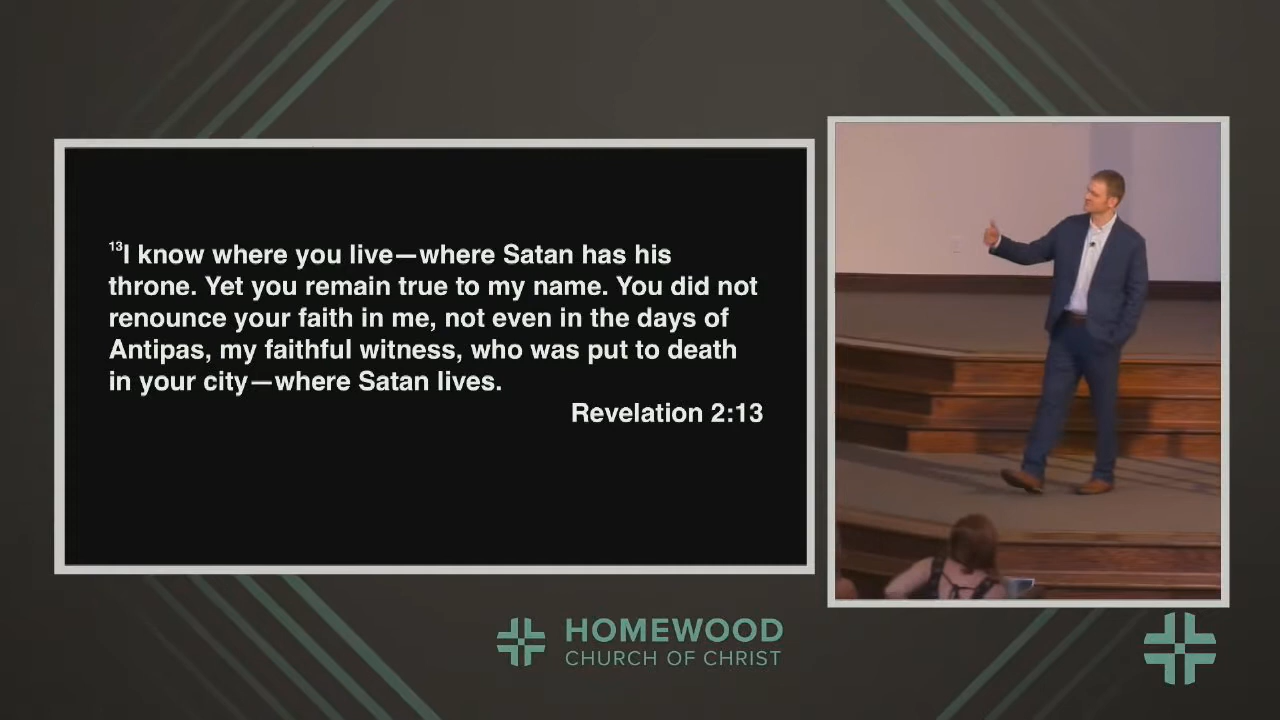 ¹³I know where you live—where Satan has his
throne. Yet you remain true to my name. You did not
renounce your faith in me, not even in the days of
Antipas, my faithful witness, who was put to death
in your city—where Satan lives.
Revelation 2:13
HOMEWOOD
CHURCH OF CHRIST